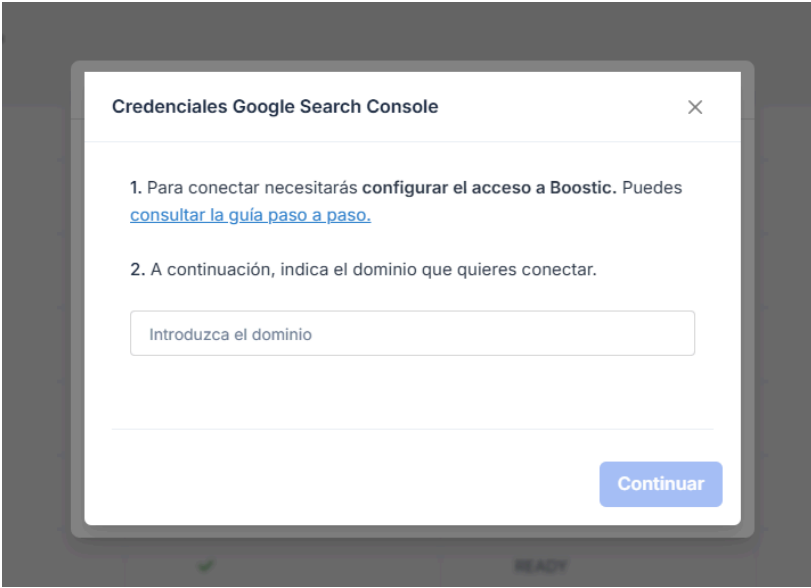 Credenciales Google Search Console
1. Para conectar necesitarás configurar el acceso a Boostic. Puedes
consultar la guía paso a paso.
2. A continuación, indica el dominio que quieres conectar.
Introduzca el dominio
Continuar
READY